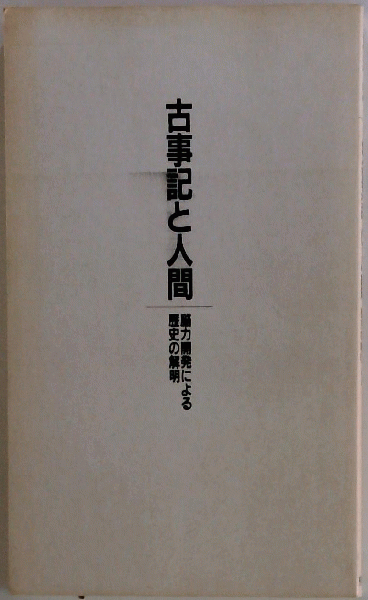 古事記と人間
脳力開発による
歴史の解明